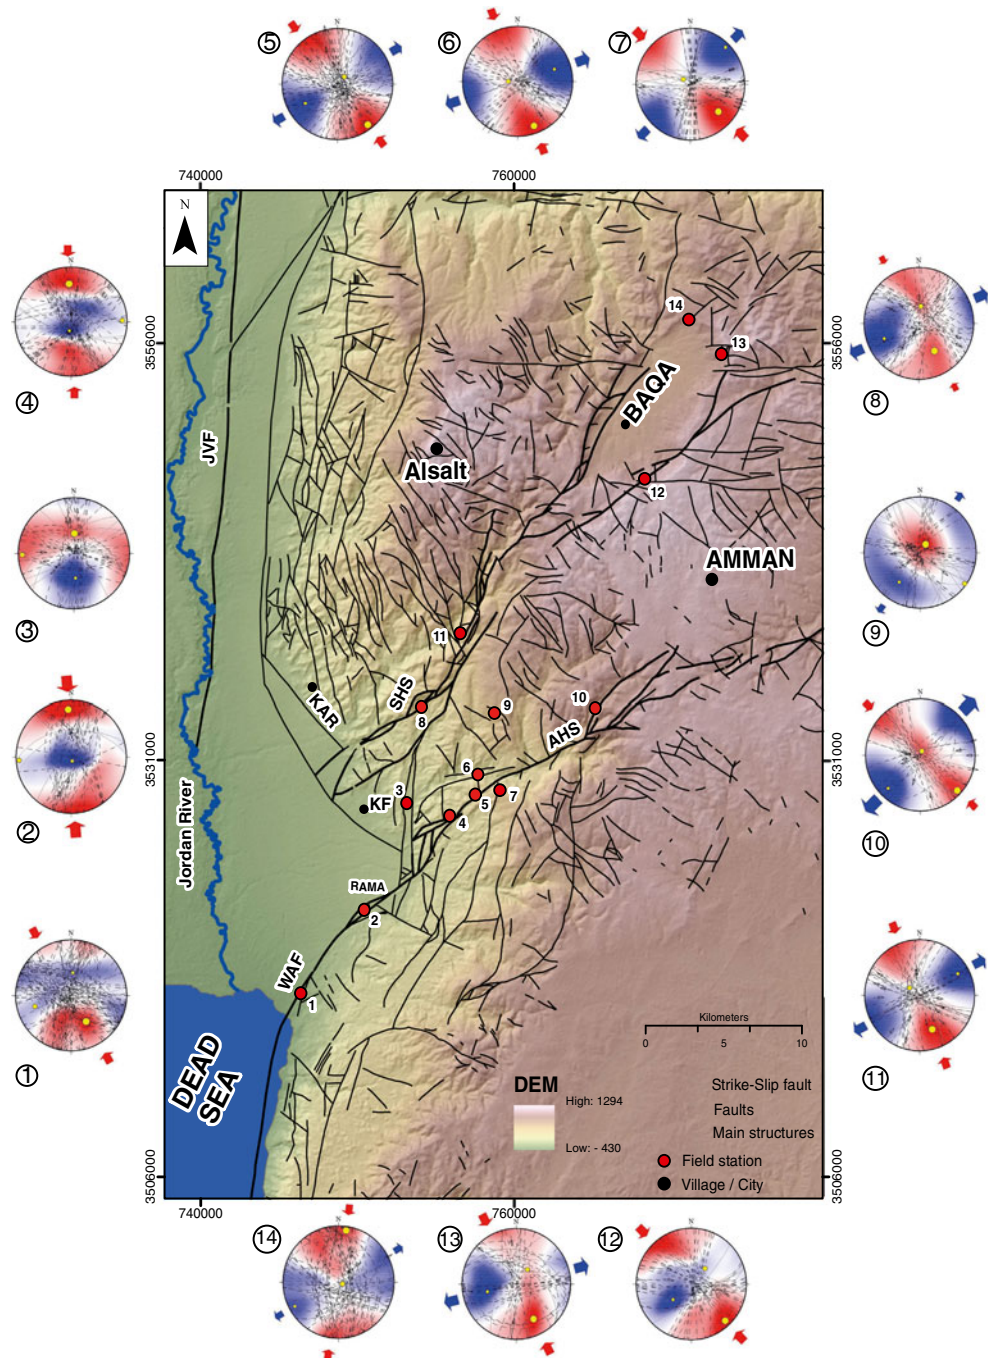 5
6
7
N
N
N
740000
760000
N
4
N
3556000
3556000
N
8
14
13
BAQA
JVF
Alsalt
12
3
N
AMMAN
N
9
11
KAR
SHS
8
9
10
AHS
2
N
3531000
3531000
N
10
6
5
7
3
KF
4
Jordan River
RAMA
2
1
N
WAF
1
N
11
DEAD
SEA
Kilometers
0 5 10
DEM
High: 1294
Low: - 430
Strike-Slip fault
Faults
Main structures
Field station
Village / City
3506000
3506000
740000
760000
14
13
12
N
N
N